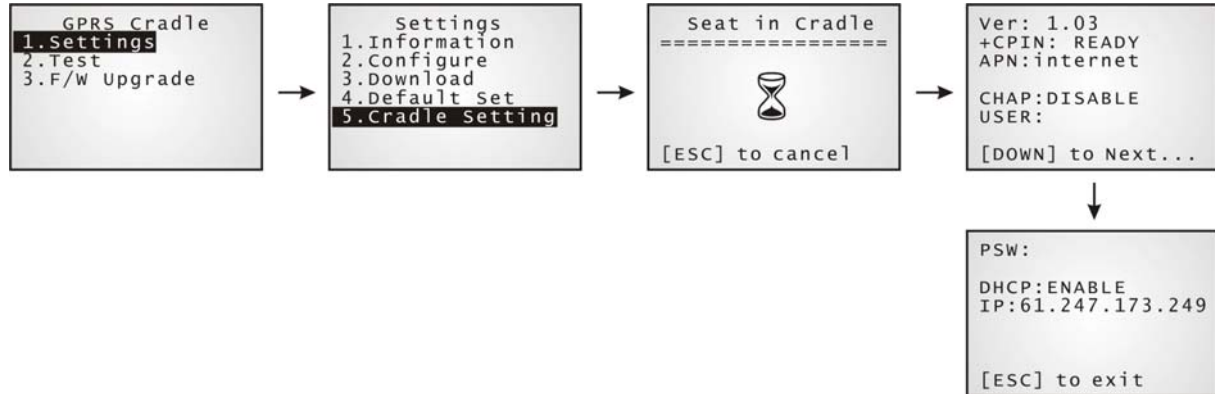 GPRS Cradle
1.Settings
2.Test
3.F/W Upgrade
Settings
1.Information
2.Configure
3.Download
4.Default Set
5.Cradle Setting
Seat in Cradle
=================
[ESC] to cancel
Ver: 1.03
+CPIN: READY
APN:internet
CHAP:DISABLE
USER:
[DOWN] to Next...
PSW:
DHCP:ENABLE
IP:61.247.173.249
[ESC] to exit